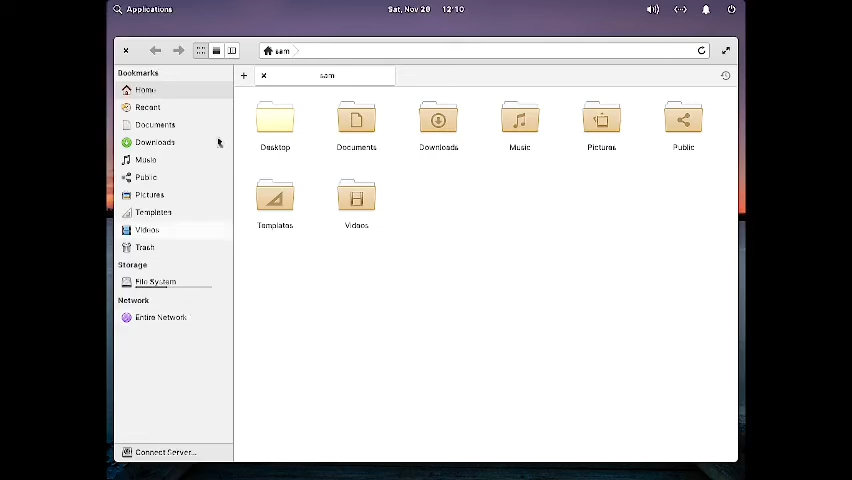 Applications
Sat, Nov 28 12:10
sam
sam
Bookmarks
Home
Recent
Documents
Downloads
Music
Public
Pictures
Templates
Videos
Trash
Storage
File System
Network
Entire Network
Connect Server...
Desktop
Documents
Downloads
Music
Pictures
Public
Templates
Videos